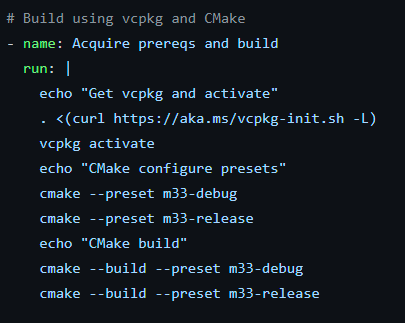 # Build using vcpkg and CMake
- name: Acquire prereqs and build
  run: |
    echo "Get vcpkg and activate"
    . <(curl https://aka.ms/vcpkg-init.sh -L)
    vcpkg activate
    echo "CMake configure presets"
    cmake --preset m33-debug
    cmake --preset m33-release
    echo "CMake build"
    cmake --build --preset m33-debug
    cmake --build --preset m33-release